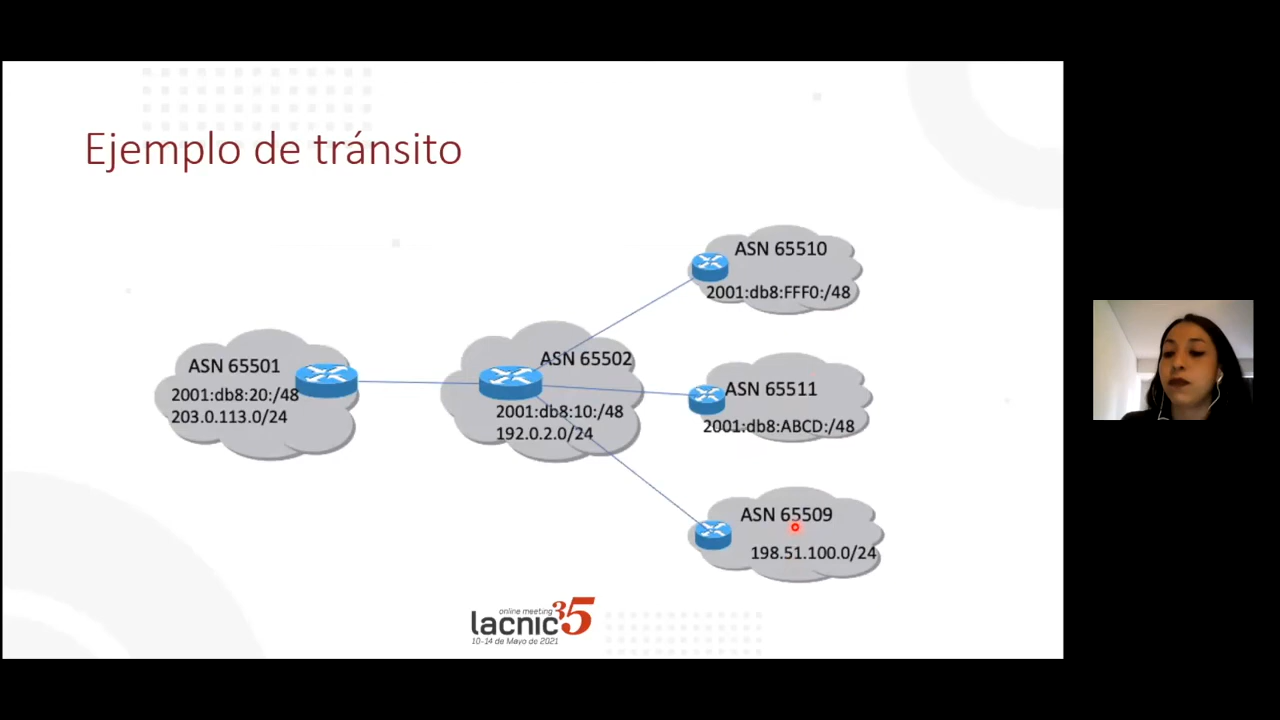 Ejemplo de tránsito
ASN 65510
2001:db8:FFF0:/48
ASN 65501
2001:db8:20:/48
203.0.113.0/24
ASN 65502
2001:db8:10:/48
192.0.2.0/24
ASN 65511
2001:db8:ABCD:/48
ASN 65509
198.51.100.0/24
online meeting
lacnic35
10-14 de Mayo de 2021